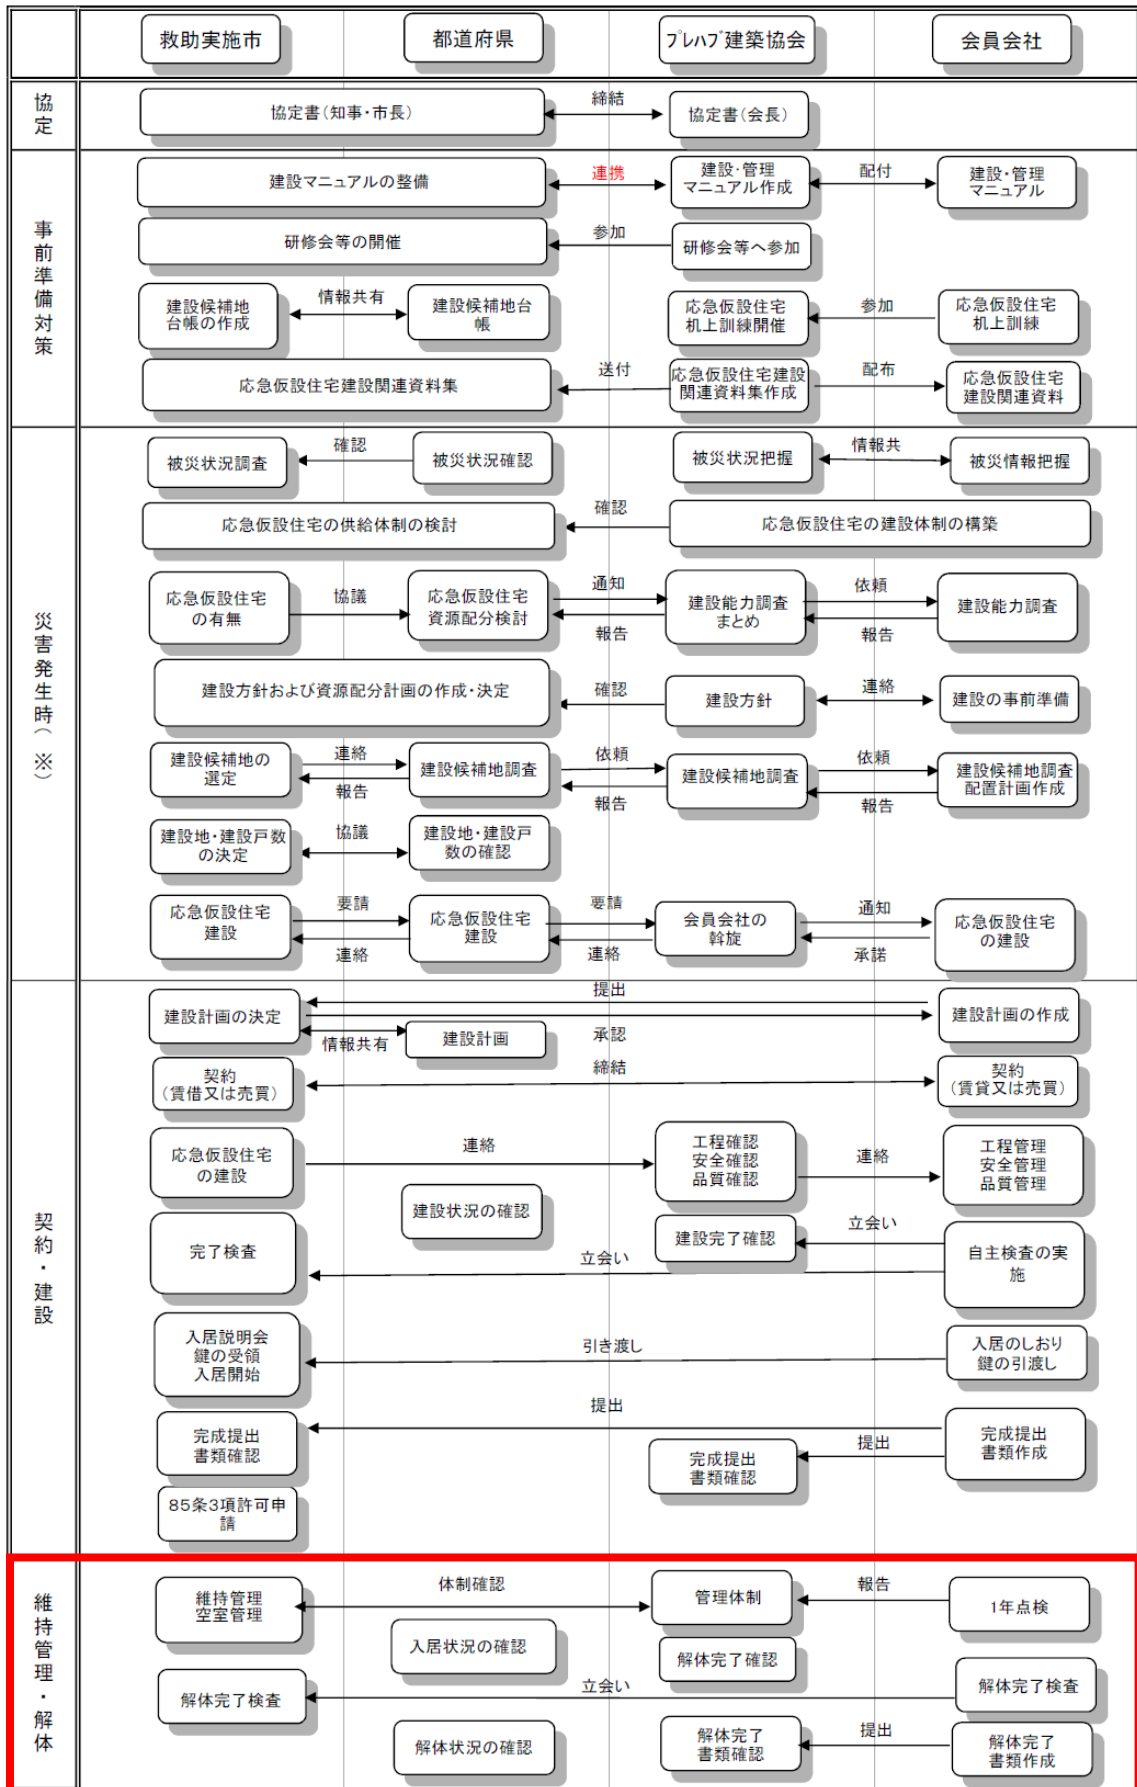 救助実施市
都道府県
プレハブ建築協会
会員会社
協定
協定書（知事・市長）
締結
協定書（会長）
事前準備対策
建設マニュアルの整備
連携
建設・管理
マニュアル作成
配付
建設・管理
マニュアル
研修会等の開催
参加
研修会等へ参加
建設候補地
台帳の作成
情報共有
建設候補地台
帳
応急仮設住宅
机上訓練開催
参加
応急仮設住宅
机上訓練
応急仮設住宅建設関連資料集
送付
応急仮設住宅建設
関連資料集作成
配布
応急仮設住宅
建設関連資料
災害発生時（※）
被災状況調査
確認
被災状況確認
被災状況把握
情報共
被災情報把握
応急仮設住宅の供給体制の検討
確認
応急仮設住宅の建設体制の構築
応急仮設住宅
の有無
協議
応急仮設住宅
資源配分検討
通知
報告
建設能力調査
まとめ
依頼
報告
建設能力調査
建設方針および資源配分計画の作成・決定
確認
建設方針
連絡
建設の事前準備
建設候補地の
選定
連絡
報告
建設候補地調査
依頼
報告
建設候補地調査
依頼
報告
建設候補地調査
配置計画作成
建設地・建設戸数
の決定
協議
建設地・建設戸
数の確認
応急仮設住宅
建設
要請
連絡
応急仮設住宅
建設
要請
連絡
会員会社の
斡旋
通知
承諾
応急仮設住宅
の建設
契約・建設
建設計画の決定
提出
承認
情報共有
建設計画
建設計画の作成
契約
（賃借又は売買）
締結
契約
（賃貸又は売買）
応急仮設住宅
の建設
連絡
工程確認
安全確認
品質確認
連絡
工程管理
安全管理
品質管理
建設状況の確認
完了検査
立会い
建設完了確認
立会い
自主検査の実
施
入居説明会
鍵の受領
入居開始
引き渡し
入居のしおり
鍵の引渡し
完成提出
書類確認
提出
完成提出
書類確認
提出
完成提出
書類作成
85条3項許可申
請
維持管理・解体
維持管理
空室管理
体制確認
管理体制
報告
1年点検
入居状況の確認
解体完了確認
解体完了検査
立会い
解体完了検査
解体状況の確認
解体完了
書類確認
提出
解体完了
書類作成